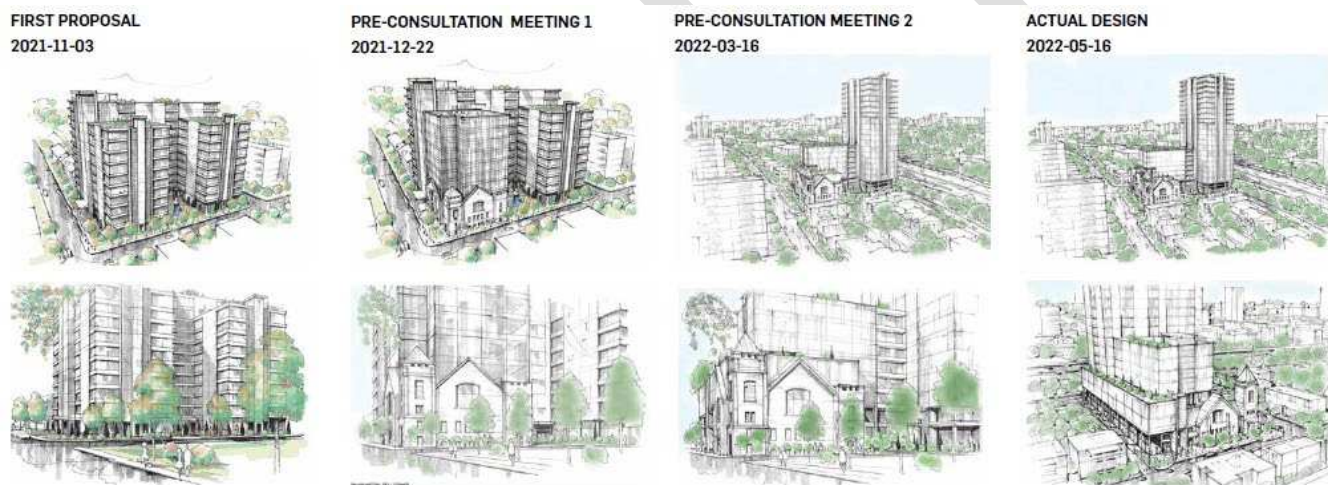 FIRST PROPOSAL
2021-11-03
PRE-CONSULTATION MEETING 1
2021-12-22
PRE-CONSULTATION MEETING 2
2022-03-16
ACTUAL DESIGN
2022-05-16